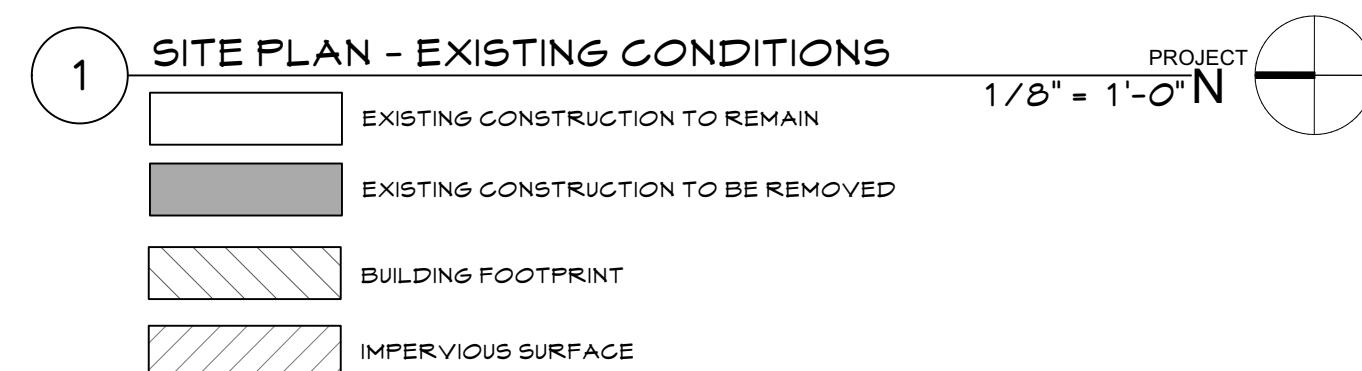 1
SITE PLAN - EXISTING CONDITIONS
PROJECT
1/8" = 1'-0" N
EXISTING CONSTRUCTION TO REMAIN
EXISTING CONSTRUCTION TO BE REMOVED
BUILDING FOOTPRINT
IMPERVIOUS SURFACE